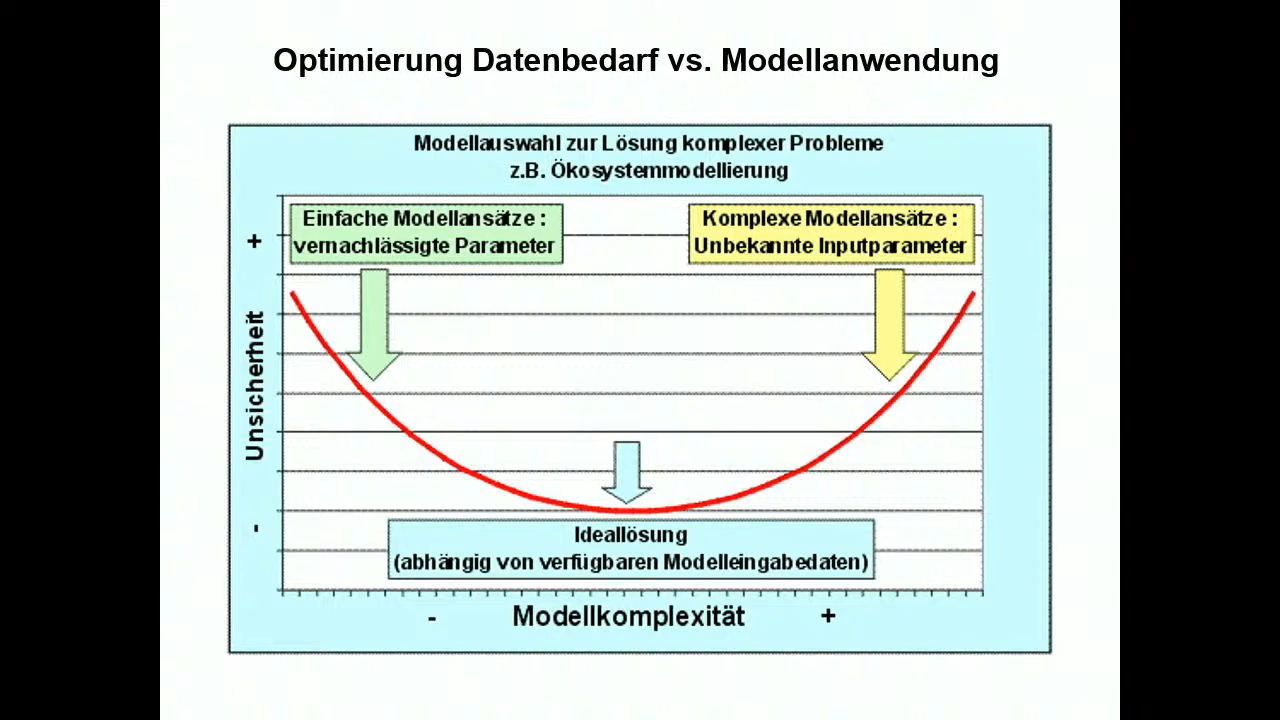 Optimierung Datenbedarf vs. Modellanwendung
Modellauswahl zur Lösung komplexer Probleme
z.B. Ökosystemmodellierung
Einfache Modellansätze :
vernachlässigte Parameter
Komplexe Modellansätze :
Unbekannte Inputparameter
+
Unsicherheit
-
Ideallösung
(abhängig von verfügbaren Modelleingabedaten)
- Modellkomplexität +